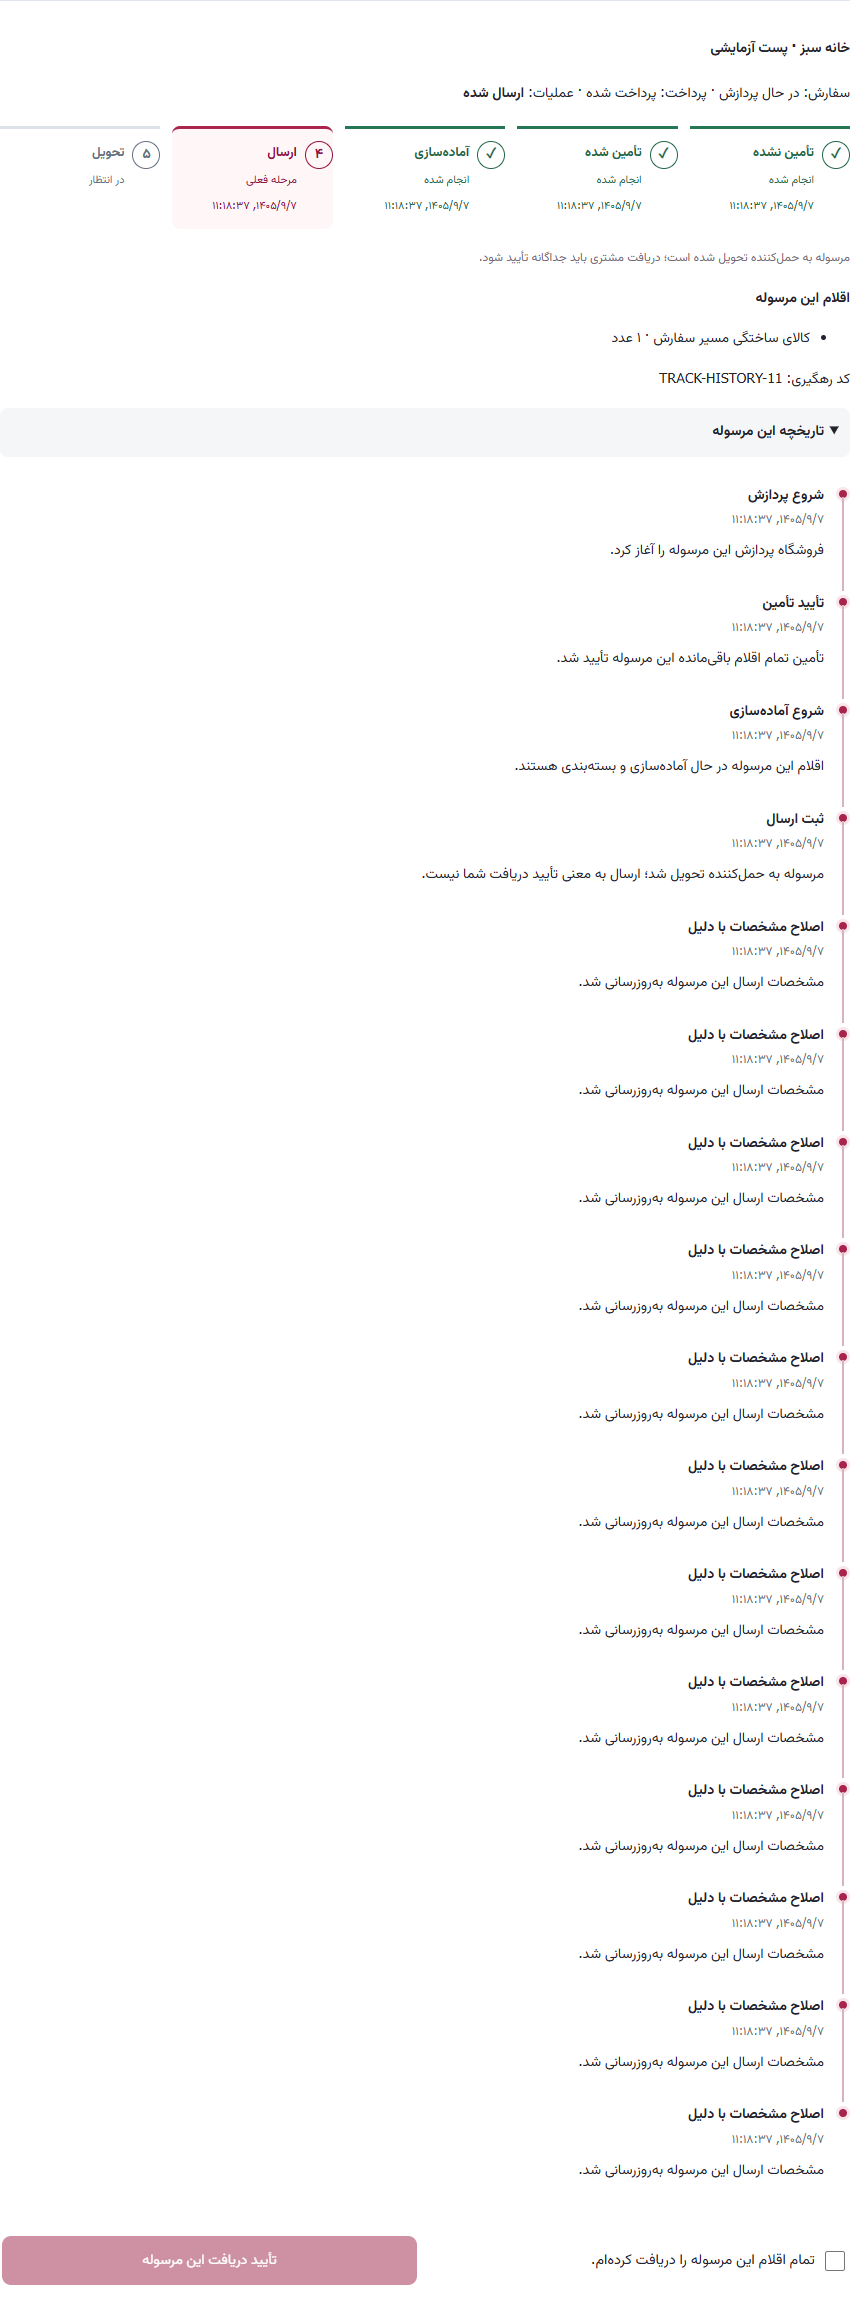 خانه سبز · پست آزمایشی
سفارش: در حال پردازش · پرداخت: پرداخت شده · عملیات: ارسال شده
✓ تأمین نشده
انجام شده
۱۴۰۵/۹/۷, ۱۱:۱۸:۳۷
✓ تأمین شده
انجام شده
۱۴۰۵/۹/۷, ۱۱:۱۸:۳۷
✓ آماده‌سازی
انجام شده
۱۴۰۵/۹/۷, ۱۱:۱۸:۳۷
۴ ارسال
مرحله فعلی
۱۴۰۵/۹/۷, ۱۱:۱۸:۳۷
۵ تحویل
در انتظار
مرسوله به حمل‌کننده تحویل شده است؛ دریافت مشتری باید جداگانه تأیید شود.
اقلام این مرسوله
• کالای ساختگی مسیر سفارش · ۱ عدد
کد رهگیری: TRACK-HISTORY-11
▼ تاریخچه این مرسوله
شروع پردازش
۱۴۰۵/۹/۷, ۱۱:۱۸:۳۷
فروشگاه پردازش این مرسوله را آغاز کرد.
تأیید تأمین
۱۴۰۵/۹/۷, ۱۱:۱۸:۳۷
تأمین تمام اقلام باقی‌مانده این مرسوله تأیید شد.
شروع آماده‌سازی
۱۴۰۵/۹/۷, ۱۱:۱۸:۳۷
اقلام این مرسوله در حال آماده‌سازی و بسته‌بندی هستند.
ثبت ارسال
۱۴۰۵/۹/۷, ۱۱:۱۸:۳۷
مرسوله به حمل‌کننده تحویل شد؛ ارسال به معنی تأیید دریافت شما نیست.
اصلاح مشخصات با دلیل
۱۴۰۵/۹/۷, ۱۱:۱۸:۳۷
مشخصات ارسال این مرسوله به‌روزرسانی شد.
اصلاح مشخصات با دلیل
۱۴۰۵/۹/۷, ۱۱:۱۸:۳۷
مشخصات ارسال این مرسوله به‌روزرسانی شد.
اصلاح مشخصات با دلیل
۱۴۰۵/۹/۷, ۱۱:۱۸:۳۷
مشخصات ارسال این مرسوله به‌روزرسانی شد.
اصلاح مشخصات با دلیل
۱۴۰۵/۹/۷, ۱۱:۱۸:۳۷
مشخصات ارسال این مرسوله به‌روزرسانی شد.
اصلاح مشخصات با دلیل
۱۴۰۵/۹/۷, ۱۱:۱۸:۳۷
مشخصات ارسال این مرسوله به‌روزرسانی شد.
اصلاح مشخصات با دلیل
۱۴۰۵/۹/۷, ۱۱:۱۸:۳۷
مشخصات ارسال این مرسوله به‌روزرسانی شد.
اصلاح مشخصات با دلیل
۱۴۰۵/۹/۷, ۱۱:۱۸:۳۷
مشخصات ارسال این مرسوله به‌روزرسانی شد.
اصلاح مشخصات با دلیل
۱۴۰۵/۹/۷, ۱۱:۱۸:۳۷
مشخصات ارسال این مرسوله به‌روزرسانی شد.
اصلاح مشخصات با دلیل
۱۴۰۵/۹/۷, ۱۱:۱۸:۳۷
مشخصات ارسال این مرسوله به‌روزرسانی شد.
اصلاح مشخصات با دلیل
۱۴۰۵/۹/۷, ۱۱:۱۸:۳۷
مشخصات ارسال این مرسوله به‌روزرسانی شد.
اصلاح مشخصات با دلیل
۱۴۰۵/۹/۷, ۱۱:۱۸:۳۷
مشخصات ارسال این مرسوله به‌روزرسانی شد.
اصلاح مشخصات با دلیل
۱۴۰۵/۹/۷, ۱۱:۱۸:۳۷
مشخصات ارسال این مرسوله به‌روزرسانی شد.
تمام اقلام این مرسوله را دریافت کرده‌ام.
تأیید دریافت این مرسوله